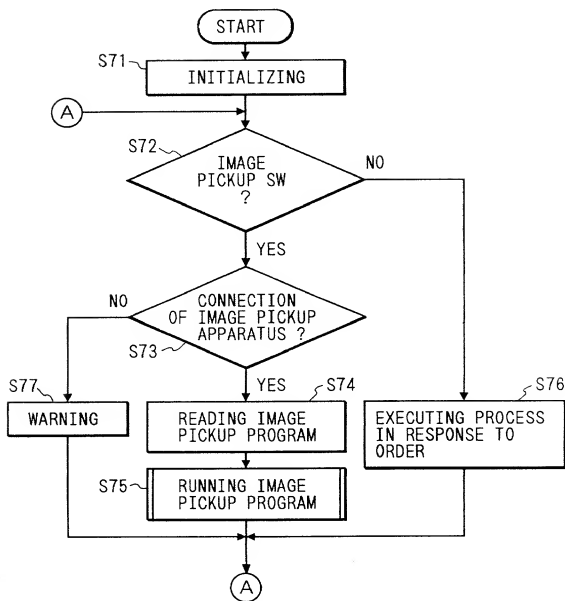 START
S71
INITIALIZING
A
S72
IMAGE
PICKUP SW
?
NO
YES
CONNECTION
OF IMAGE PICKUP
APPARATUS ?
NO
S73
YES
S77
WARNING
S74
READING IMAGE
PICKUP PROGRAM
S76
EXECUTING PROCESS
IN RESPONSE TO
ORDER
S75
RUNNING IMAGE
PICKUP PROGRAM
A